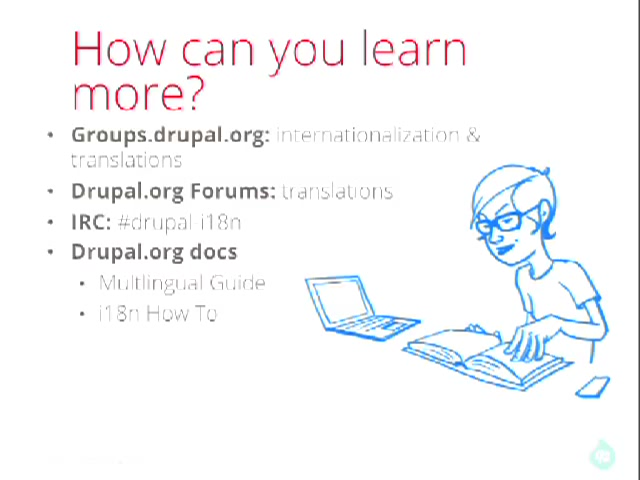 How can you learn
more?
• Groups.drupal.org: internationalization &
translations
• Drupal.org Forums: translations
• IRC: #drupal-i18n
• Drupal.org docs
• Multlingual Guide
• i18n How To